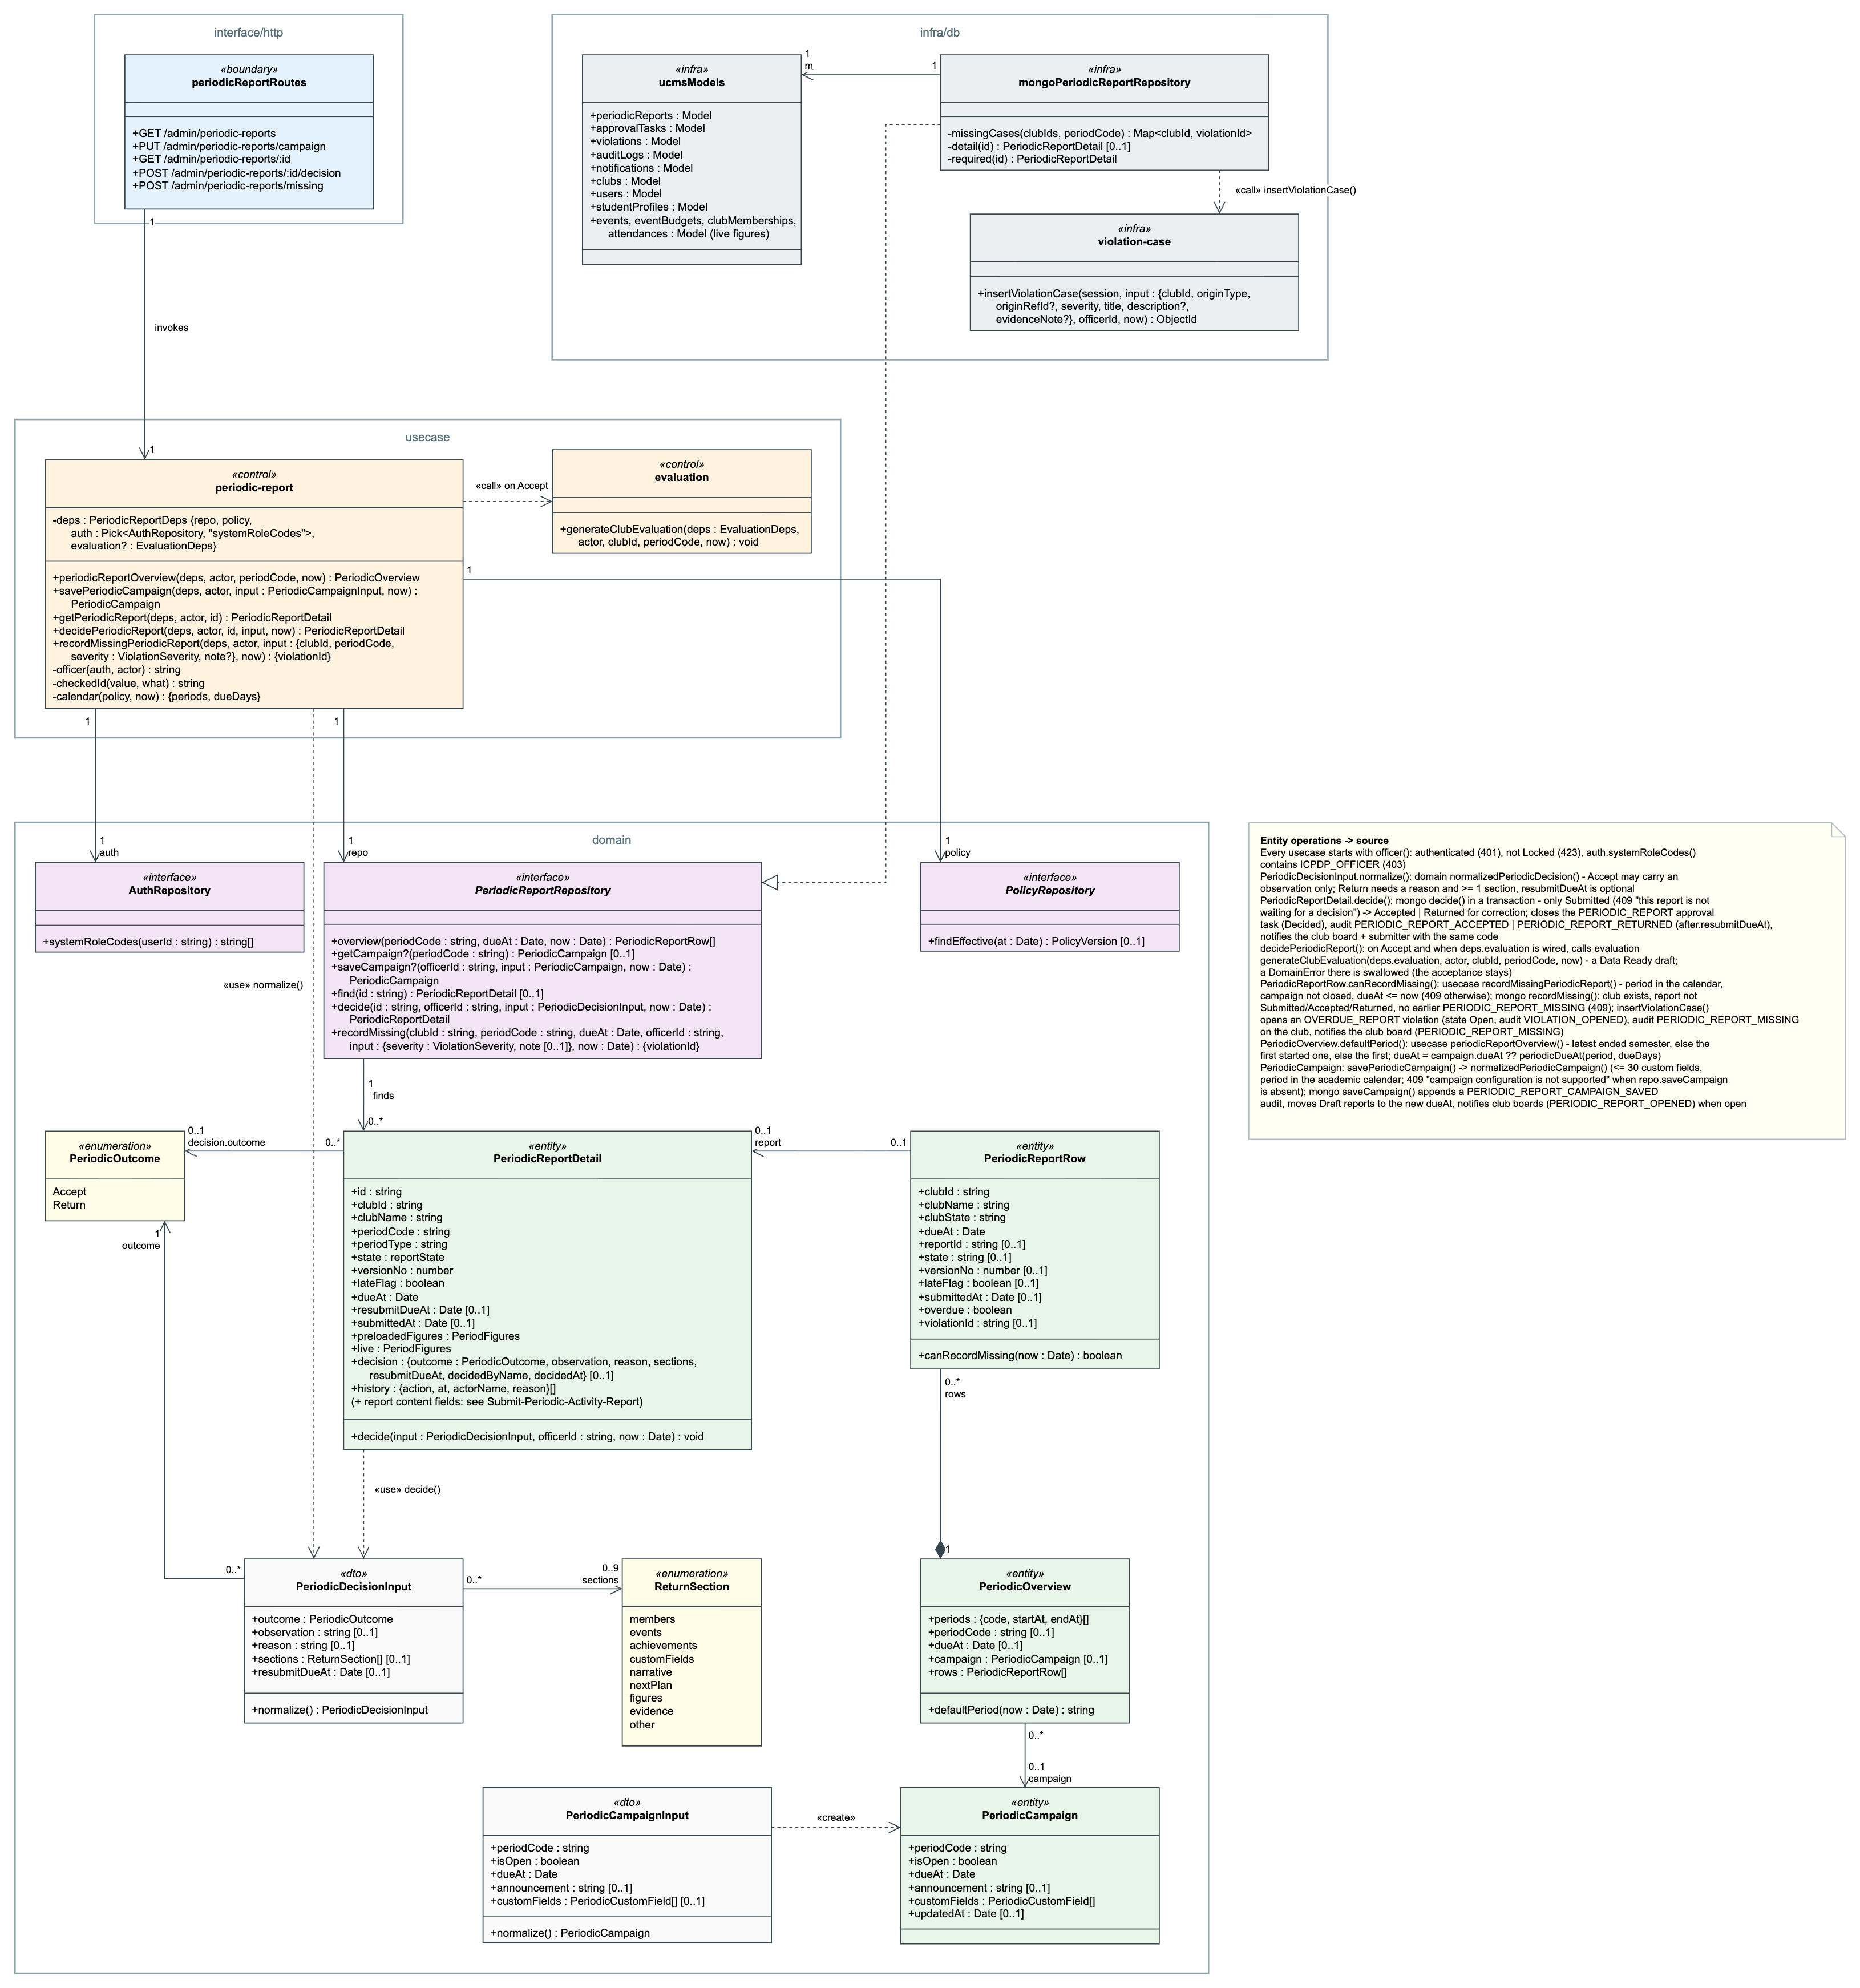 interface/http
«boundary»
periodicReportRoutes
+GET /admin/periodic-reports
+PUT /admin/periodic-reports/campaign
+GET /admin/periodic-reports/:id
+POST /admin/periodic-reports/:id/decision
+POST /admin/periodic-reports/missing
1
invokes
1
infra/db
«infra»
ucmsModels
+periodicReports : Model
+approvalTasks : Model
+violations : Model
+auditLogs : Model
+notifications : Model
+clubs : Model
+users : Model
+studentProfiles : Model
+events, eventBudgets, clubMemberships,
attendances : Model (live figures)
1
m
1
«infra»
mongoPeriodicReportRepository
-missingCases(clubIds, periodCode) : Map<clubId, violationId>
-detail(id) : PeriodicReportDetail [0..1]
-required(id) : PeriodicReportDetail
«call» insertViolationCase()
«infra»
violation-case
+insertViolationCase(session, input : {clubId, originType,
originRefId?, severity, title, description?,
evidenceNote?}, officerId, now) : ObjectId
usecase
«control»
periodic-report
-deps : PeriodicReportDeps {repo, policy,
auth : Pick<AuthRepository, "systemRoleCodes">,
evaluation? : EvaluationDeps}
+periodicReportOverview(deps, actor, periodCode, now) : PeriodicOverview
+savePeriodicCampaign(deps, actor, input : PeriodicCampaignInput, now) :
PeriodicCampaign
+getPeriodicReport(deps, actor, id) : PeriodicReportDetail
+decidePeriodicReport(deps, actor, id, input, now) : PeriodicReportDetail
+recordMissingPeriodicReport(deps, actor, input : {clubId, periodCode,
severity : ViolationSeverity, note?}, now) : {violationId}
-officer(auth, actor) : string
-checkedId(value, what) : string
-calendar(policy, now) : {periods, dueDays}
«call» on Accept
«control»
evaluation
+generateClubEvaluation(deps : EvaluationDeps,
actor, clubId, periodCode, now) : void
1
1
1
«use» normalize()
domain
1
auth
1
repo
1
policy
«interface»
AuthRepository
+systemRoleCodes(userId : string) : string[]
«interface»
PeriodicReportRepository
+overview(periodCode : string, dueAt : Date, now : Date) : PeriodicReportRow[]
+getCampaign?(periodCode : string) : PeriodicCampaign [0..1]
+saveCampaign?(officerId : string, input : PeriodicCampaign, now : Date) :
PeriodicCampaign
+find(id : string) : PeriodicReportDetail [0..1]
+decide(id : string, officerId : string, input : PeriodicDecisionInput, now : Date) :
PeriodicReportDetail
+recordMissing(clubId : string, periodCode : string, dueAt : Date, officerId : string,
input : {severity : ViolationSeverity, note [0..1]}, now : Date) : {violationId}
«interface»
PolicyRepository
+findEffective(at : Date) : PolicyVersion [0..1]
Entity operations -> source
Every usecase starts with officer(): authenticated (401), not Locked (423), auth.systemRoleCodes()
contains ICPDP_OFFICER (403)
PeriodicDecisionInput.normalize(): domain normalizedPeriodicDecision() - Accept may carry an
observation only; Return needs a reason and >= 1 section, resubmitDueAt is optional
PeriodicReportDetail.decide(): mongo decide() in a transaction - only Submitted (409 "this report is not
waiting for a decision") -> Accepted | Returned for correction; closes the PERIODIC_REPORT approval
task (Decided), audit PERIODIC_REPORT_ACCEPTED | PERIODIC_REPORT_RETURNED (after.resubmitDueAt),
notifies the club board + submitter with the same code
decidePeriodicReport(): on Accept and when deps.evaluation is wired, calls evaluation
generateClubEvaluation(deps.evaluation, actor, clubId, periodCode, now) - a Data Ready draft;
a DomainError there is swallowed (the acceptance stays)
PeriodicReportRow.canRecordMissing(): usecase recordMissingPeriodicReport() - period in the calendar,
campaign not closed, dueAt <= now (409 otherwise); mongo recordMissing(): club exists, report not
Submitted/Accepted/Returned, no earlier PERIODIC_REPORT_MISSING (409); insertViolationCase()
opens an OVERDUE_REPORT violation (state Open, audit VIOLATION_OPENED), audit PERIODIC_REPORT_MISSING
on the club, notifies the club board (PERIODIC_REPORT_MISSING)
PeriodicOverview.defaultPeriod(): usecase periodicReportOverview() - latest ended semester, else the
first started one, else the first; dueAt = campaign.dueAt ?? periodicDueAt(period, dueDays)
PeriodicCampaign: savePeriodicCampaign() -> normalizedPeriodicCampaign() (<= 30 custom fields,
period in the academic calendar; 409 "campaign configuration is not supported" when repo.saveCampaign
is absent); mongo saveCampaign() appends a PERIODIC_REPORT_CAMPAIGN_SAVED
audit, moves Draft reports to the new dueAt, notifies club boards (PERIODIC_REPORT_OPENED) when open
1
finds
0..*
«enumeration»
PeriodicOutcome
Accept
Return
0..1
decision.outcome
0..*
«entity»
PeriodicReportDetail
+id : string
+clubId : string
+clubName : string
+periodCode : string
+periodType : string
+state : reportState
+versionNo : number
+lateFlag : boolean
+dueAt : Date
+resubmitDueAt : Date [0..1]
+submittedAt : Date [0..1]
+preloadedFigures : PeriodFigures
+live : PeriodFigures
+decision : {outcome : PeriodicOutcome, observation, reason, sections,
resubmitDueAt, decidedByName, decidedAt} [0..1]
+history : {action, at, actorName, reason}[]
(+ report content fields: see Submit-Periodic-Activity-Report)
+decide(input : PeriodicDecisionInput, officerId : string, now : Date) : void
0..1
report
0..1
«entity»
PeriodicReportRow
+clubId : string
+clubName : string
+clubState : string
+dueAt : Date
+reportId : string [0..1]
+state : string [0..1]
+versionNo : number [0..1]
+lateFlag : boolean [0..1]
+submittedAt : Date [0..1]
+overdue : boolean
+violationId : string [0..1]
+canRecordMissing(now : Date) : boolean
1
outcome
0..*
rows
«use» decide()
0..*
«dto»
PeriodicDecisionInput
+outcome : PeriodicOutcome
+observation : string [0..1]
+reason : string [0..1]
+sections : ReturnSection[] [0..1]
+resubmitDueAt : Date [0..1]
+normalize() : PeriodicDecisionInput
0..*
0..9
sections
«enumeration»
ReturnSection
members
events
achievements
customFields
narrative
nextPlan
figures
evidence
other
1
«entity»
PeriodicOverview
+periods : {code, startAt, endAt}[]
+periodCode : string [0..1]
+dueAt : Date [0..1]
+campaign : PeriodicCampaign [0..1]
+rows : PeriodicReportRow[]
+defaultPeriod(now : Date) : string
0..*
0..1
campaign
«dto»
PeriodicCampaignInput
+periodCode : string
+isOpen : boolean
+dueAt : Date
+announcement : string [0..1]
+customFields : PeriodicCustomField[] [0..1]
+normalize() : PeriodicCampaign
«create»
«entity»
PeriodicCampaign
+periodCode : string
+isOpen : boolean
+dueAt : Date
+announcement : string [0..1]
+customFields : PeriodicCustomField[]
+updatedAt : Date [0..1]